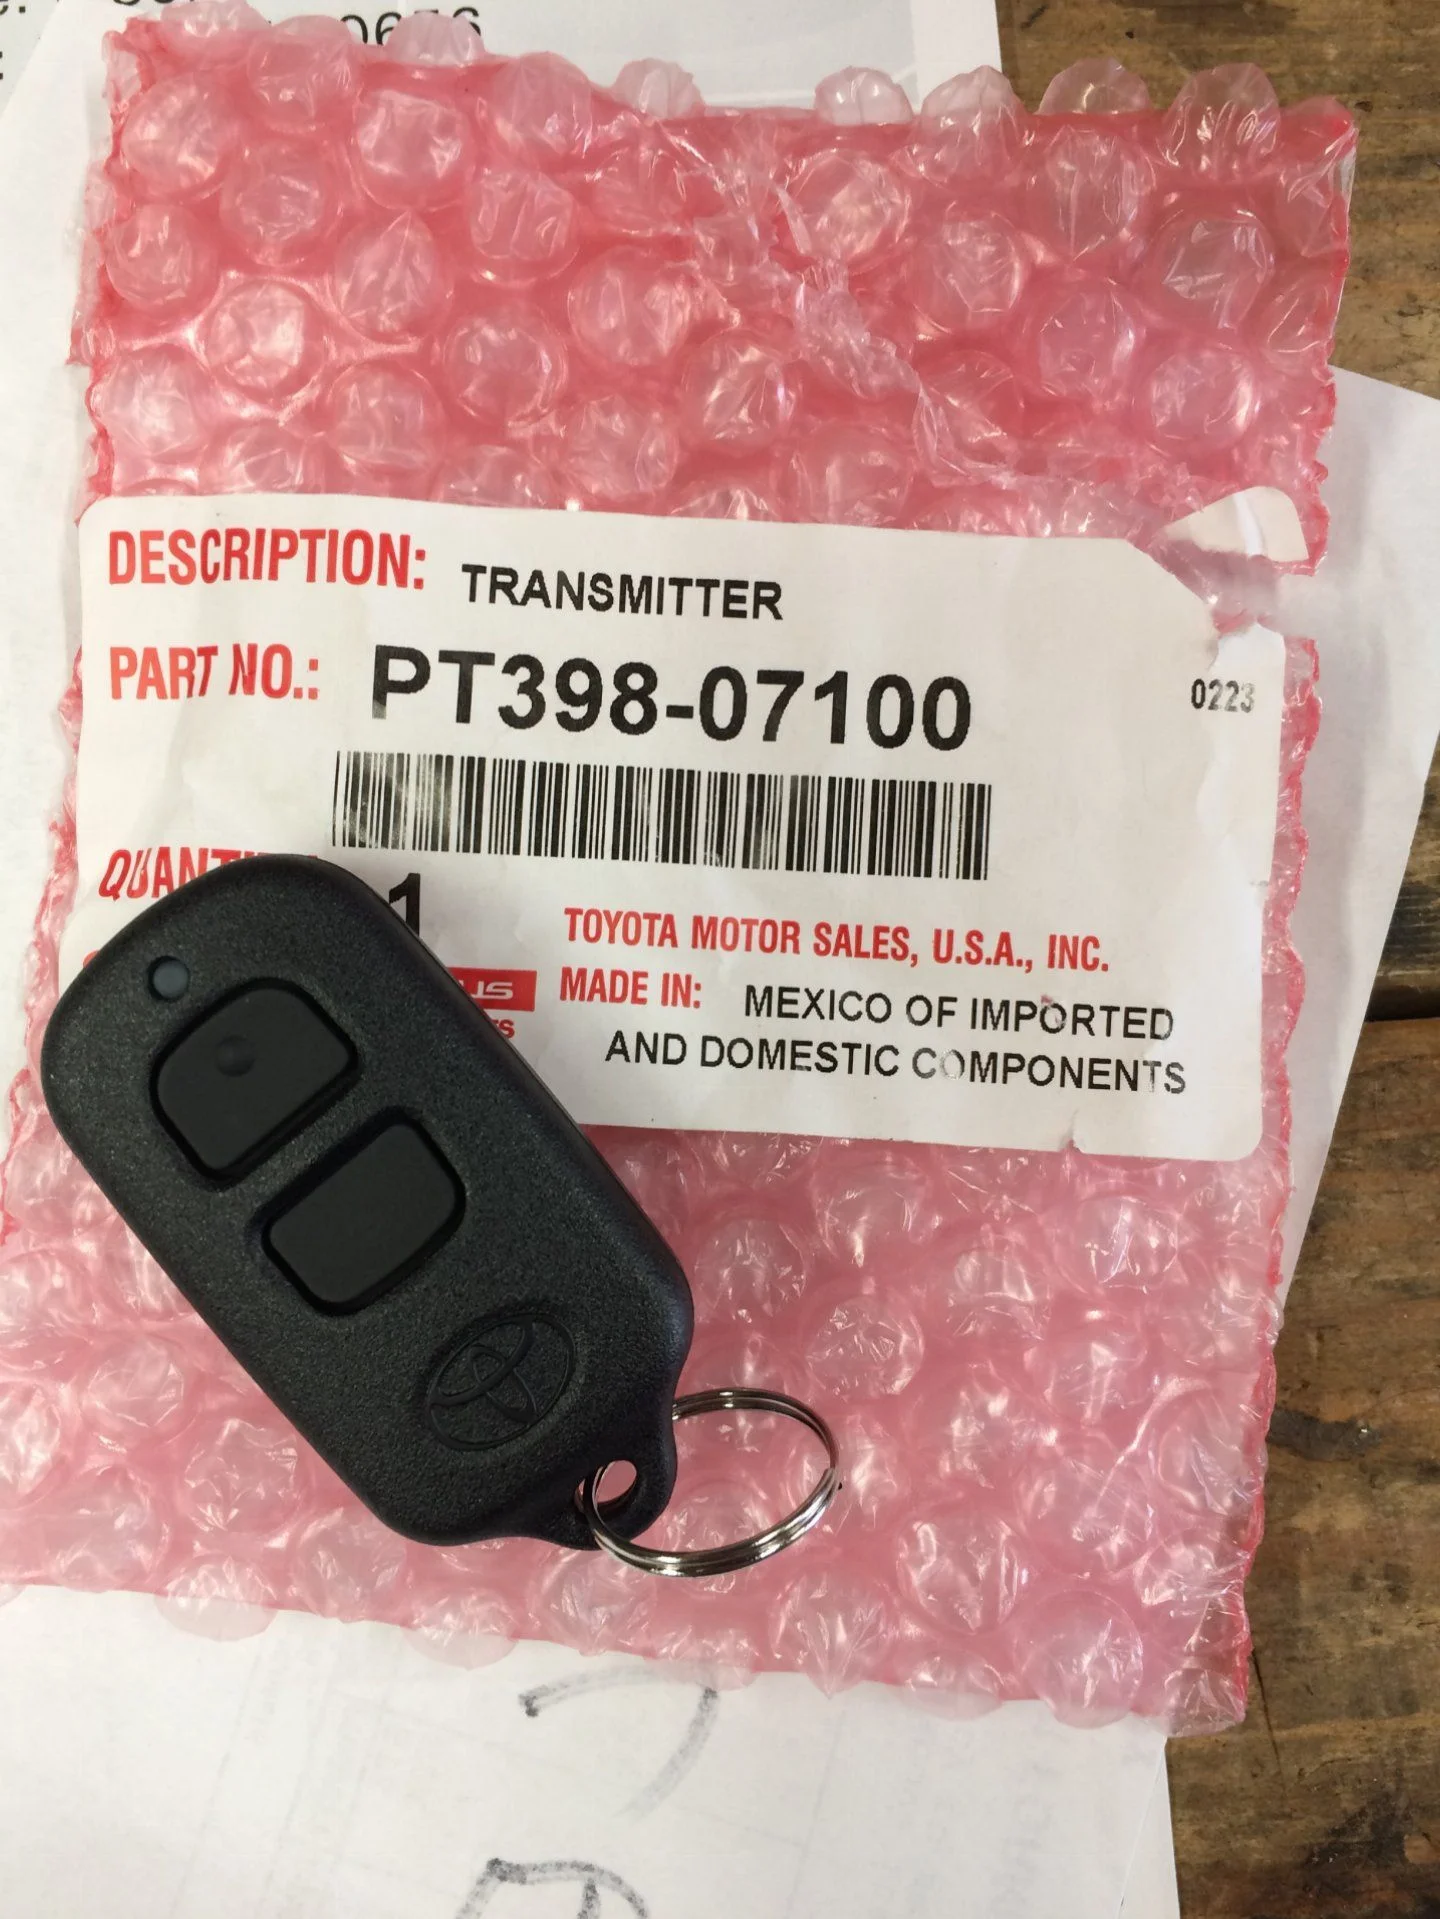 DESCRIPTION: TRANSMITTER
PART NO.: PT398-07100
0223
1
TOYOTA MOTOR SALES, U.S.A., INC.
MADE IN: MEXICO OF IMPORTED
AND DOMESTIC COMPONENTS